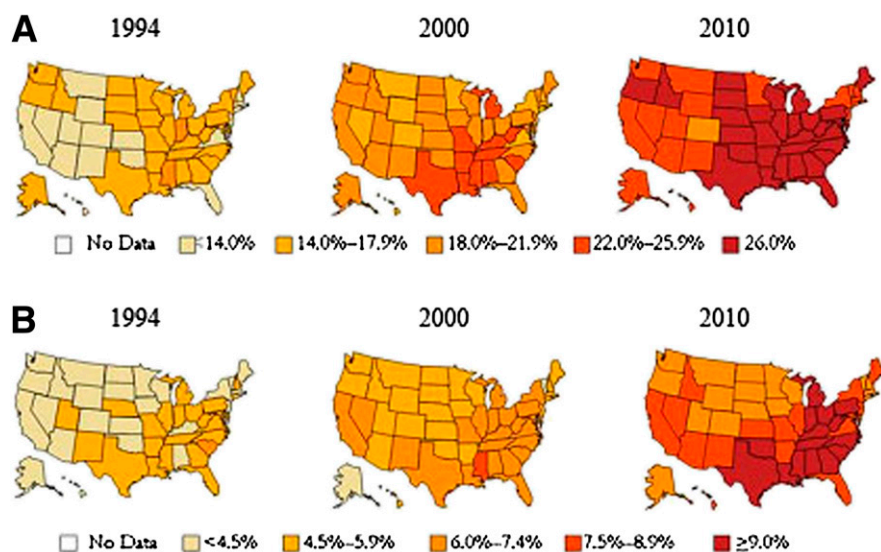 A
1994 2000 2010
No Data <14.0% 14.0%–17.9% 18.0%–21.9% 22.0%–25.9% 26.0%
B
1994 2000 2010
No Data <4.5% 4.5%–5.9% 6.0%–7.4% 7.5%–8.9% ≥9.0%